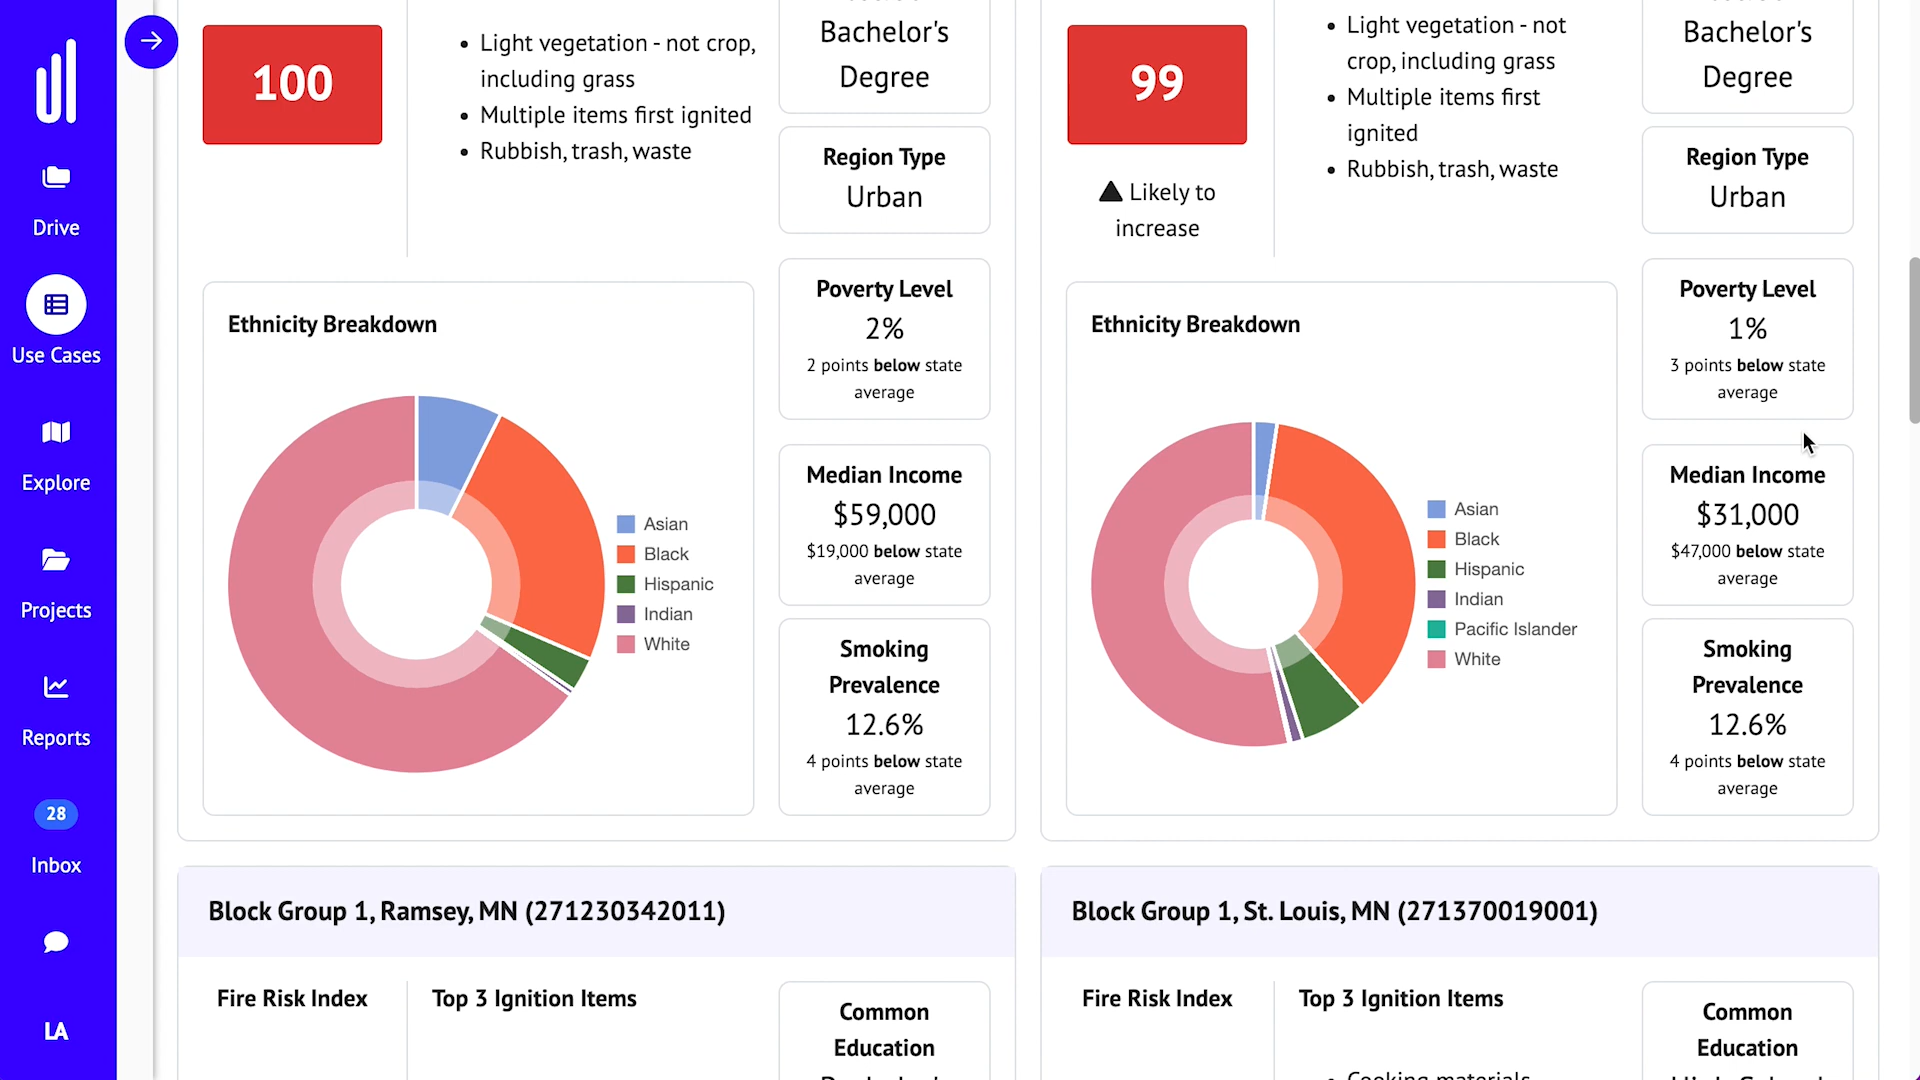 Drive
Use Cases
Explore
Projects
Reports
28
Inbox
LA
100
Light vegetation - not crop,
including grass
Multiple items first ignited
Rubbish, trash, waste
Bachelor's
Degree
Region Type
Urban
Ethnicity Breakdown
Asian
Black
Hispanic
Indian
White
Poverty Level
2%
2 points below state
average
Median Income
$59,000
$19,000 below state
average
Smoking
Prevalence
12.6%
4 points below state
average
99
Likely to
increase
Light vegetation - not
crop, including grass
Multiple items first
ignited
Rubbish, trash, waste
Bachelor's
Degree
Region Type
Urban
Ethnicity Breakdown
Asian
Black
Hispanic
Indian
Pacific Islander
White
Poverty Level
1%
3 points below state
average
Median Income
$31,000
$47,000 below state
average
Smoking
Prevalence
12.6%
4 points below state
average
Block Group 1, Ramsey, MN (271230342011)
Fire Risk Index
Top 3 Ignition Items
Common
Education
Block Group 1, St. Louis, MN (271370019001)
Fire Risk Index
Top 3 Ignition Items
Cooking materials
Common
Education